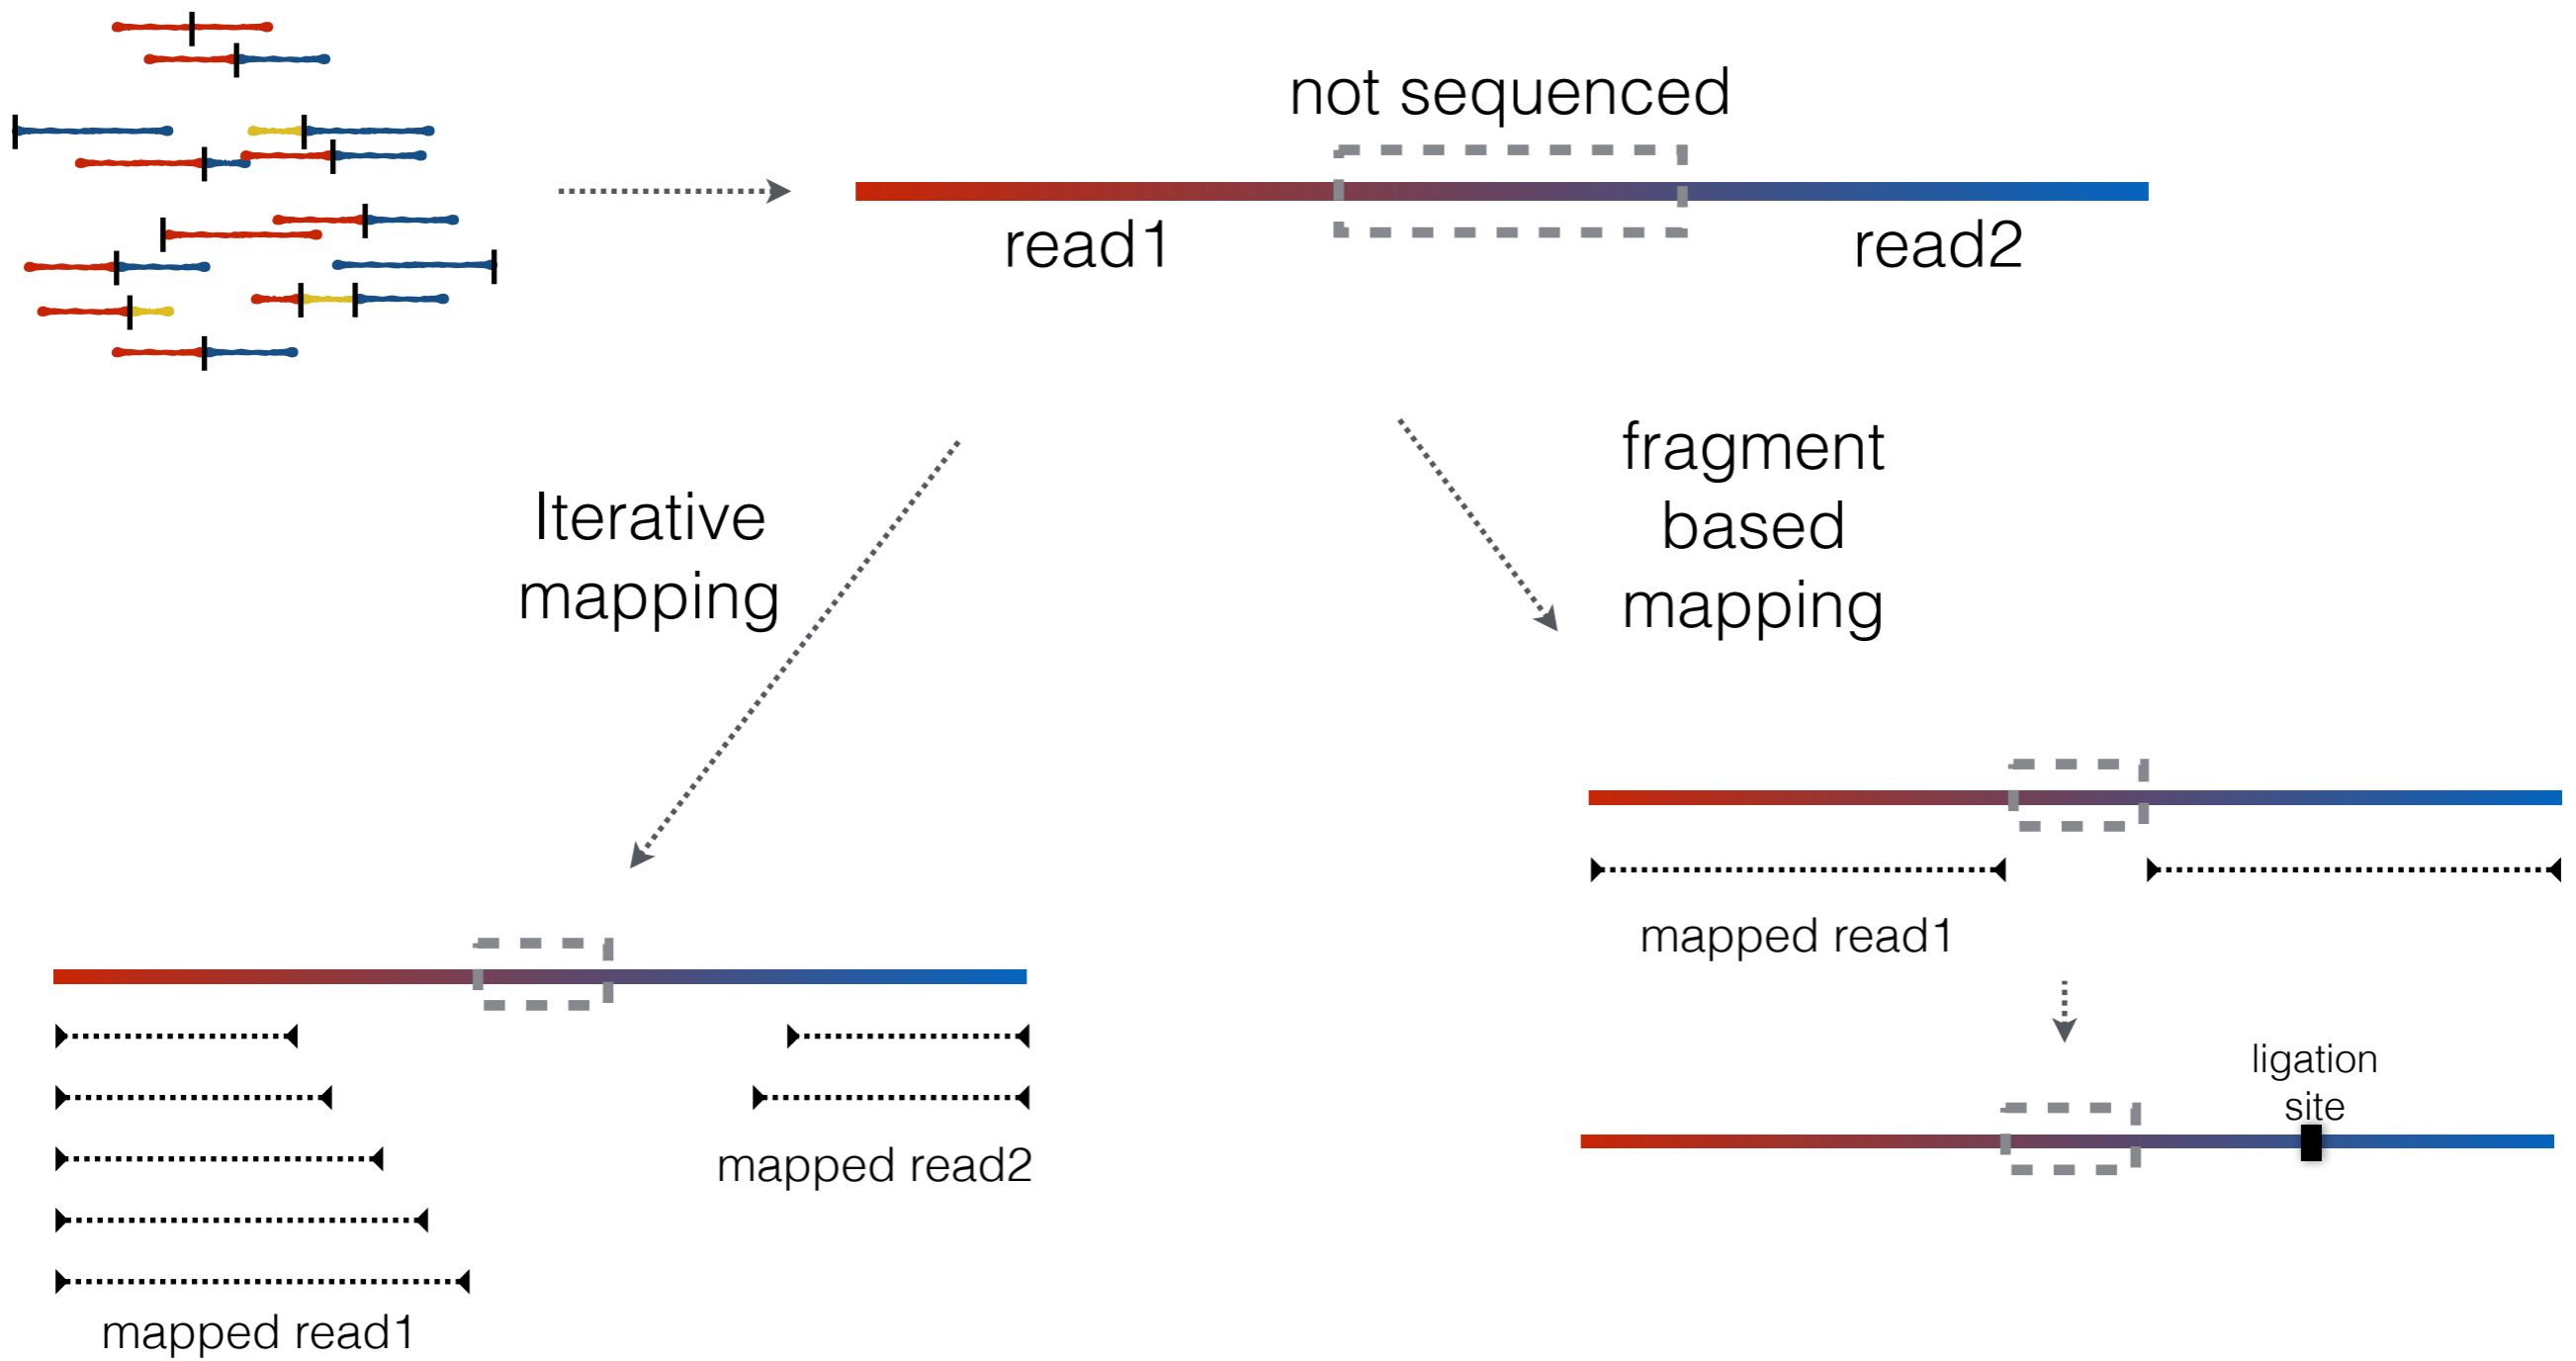 not sequenced
read1
read2
Iterative
mapping
fragment
based
mapping
mapped read1
ligation
site
mapped read2
mapped read1